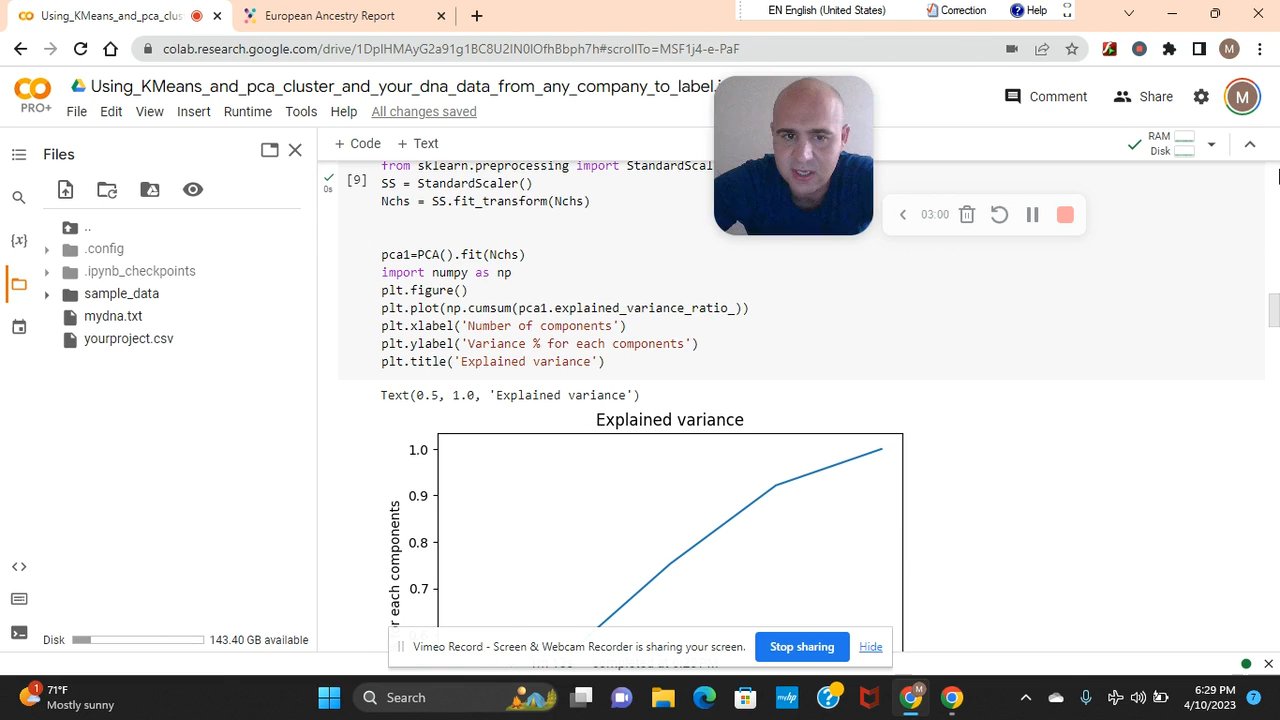 Using_KMeans_and_pca_clust
European Ancestry Report
EN English (United States)
Correction
Help
colab.research.google.com/drive/1DpIHMAyG2a91g1BC8U2IN0IOfhBbph7h#scrollTo=MSF1j4-e-PaF
M
PRO+
Using_KMeans_and_pca_cluster_and_your_dna_data_from_any_company_to_label.i
File Edit View Insert Runtime Tools Help All changes saved
Comment
Share
M
Files
+ Code + Text
RAM
Disk
{x}
..
.config
.ipynb_checkpoints
sample_data
mydna.txt
yourproject.csv
[9]
0s
from sklearn.preprocessing import StandardScal
SS = StandardScaler()
Nchs = SS.fit_transform(Nchs)
pca1=PCA().fit(Nchs)
import numpy as np
plt.figure()
plt.plot(np.cumsum(pca1.explained_variance_ratio_))
plt.xlabel('Number of components')
plt.ylabel('Variance % for each components')
plt.title('Explained variance')
03:00
Text(0.5, 1.0, 'Explained variance')
Explained variance
1.0
0.9
0.8
0.7
or each components
Disk
143.40 GB available
Vimeo Record - Screen & Webcam Recorder is sharing your screen.
Stop sharing
Hide
1
71°F
Mostly sunny
Search
mhp
M
6:29 PM
4/10/2023
7